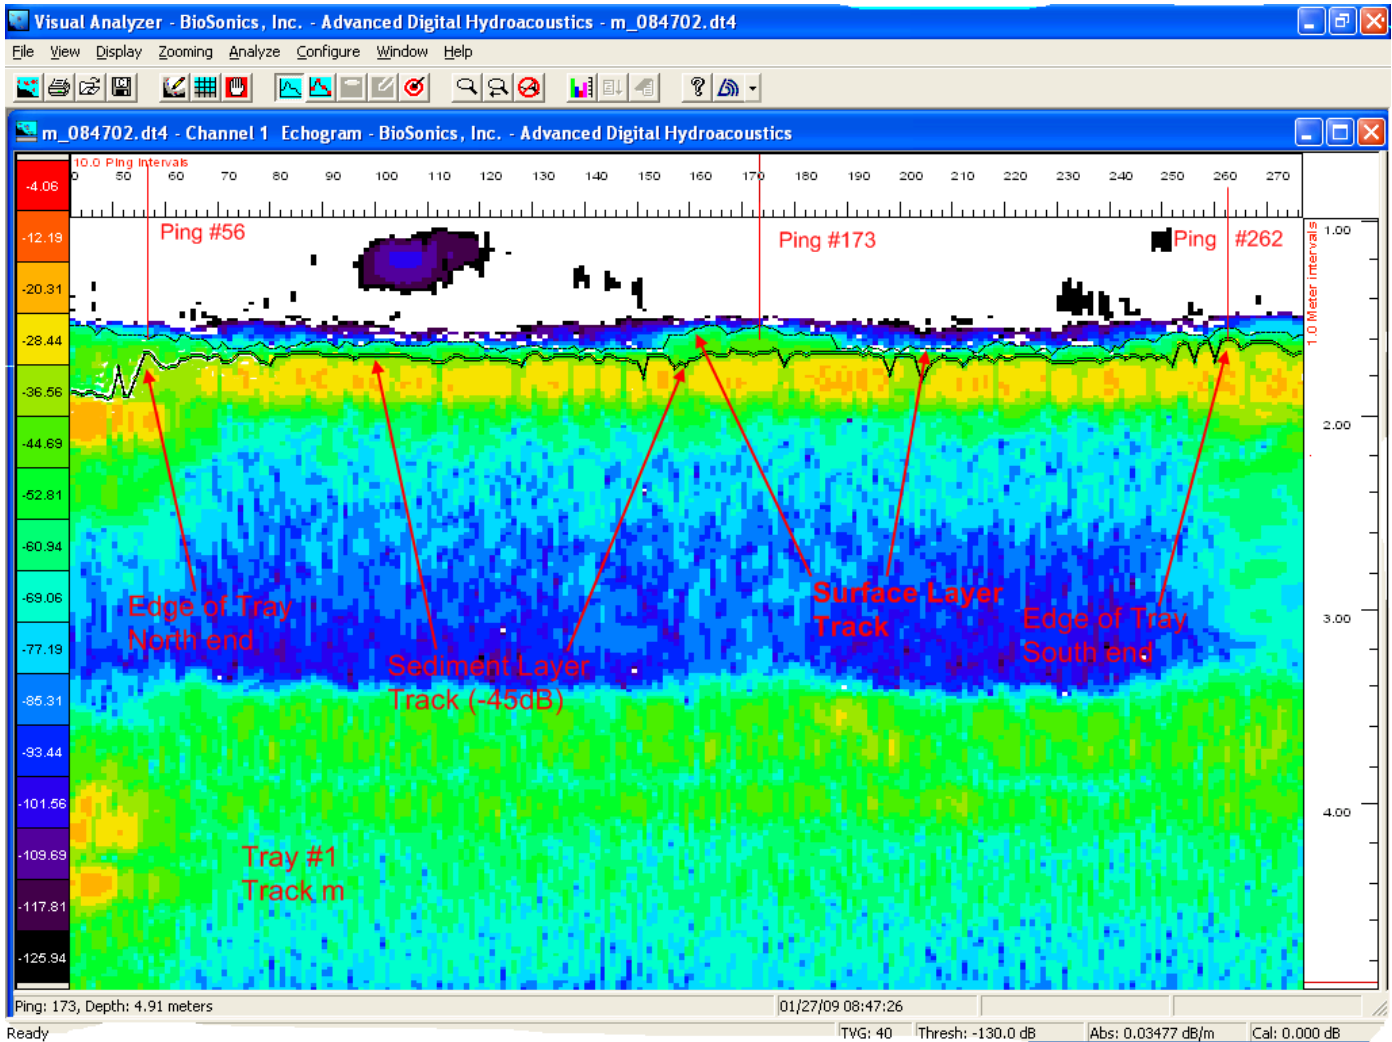 Visual Analyzer - BioSonics, Inc. - Advanced Digital Hydroacoustics - m_084702.dt4
File View Display Zooming Analyze Configure Window Help
m_084702.dt4 - Channel 1 Echogram - BioSonics, Inc. - Advanced Digital Hydroacoustics
10.0 Ping Intervals
0 50 60 70 80 90 100 110 120 130 140 150 160 170 180 190 200 210 220 230 240 250 260 270
-4.06
-12.19
-20.31
-28.44
-36.56
-44.69
-52.81
-60.94
-69.06
-77.19
-85.31
-93.44
-101.56
-109.69
-117.81
-125.94
Ping #56
Ping #173
Ping #262
1.0 Meter intervals
1.00
2.00
3.00
4.00
Edge of Tray
North end
Sediment Layer
Track (-45dB)
Surface Layer
Track
Edge of Tray
South end
Tray #1
Track m
Ping: 173, Depth: 4.91 meters
01/27/09 08:47:26
Ready
TVG: 40 Thresh: -130.0 dB Abs: 0.03477 dB/m Cal: 0.000 dB